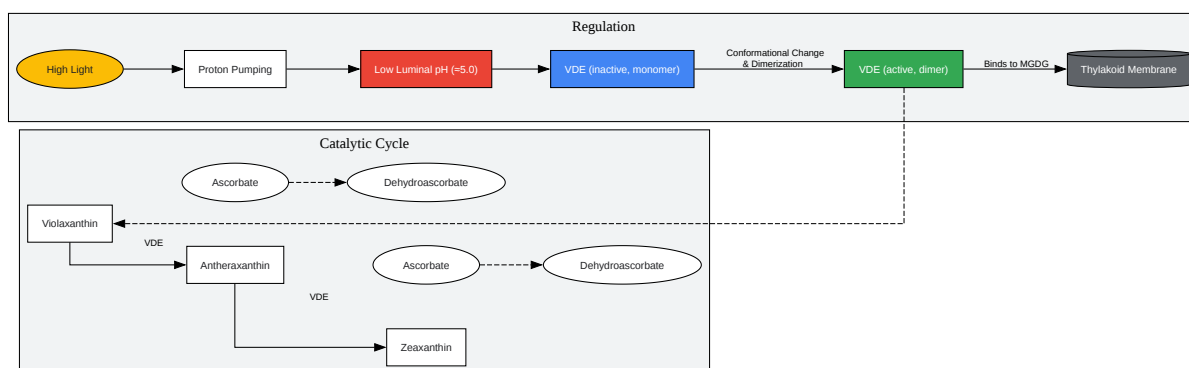 Regulation
High Light
Proton Pumping
Low Luminal pH (≈5.0)
VDE (inactive, monomer)
Conformational Change
& Dimerization
VDE (active, dimer)
Binds to MGDG
Thylakoid Membrane
Catalytic Cycle
Ascorbate
Dehydroascorbate
Violaxanthin
VDE
Antheraxanthin
Ascorbate
Dehydroascorbate
VDE
Zeaxanthin